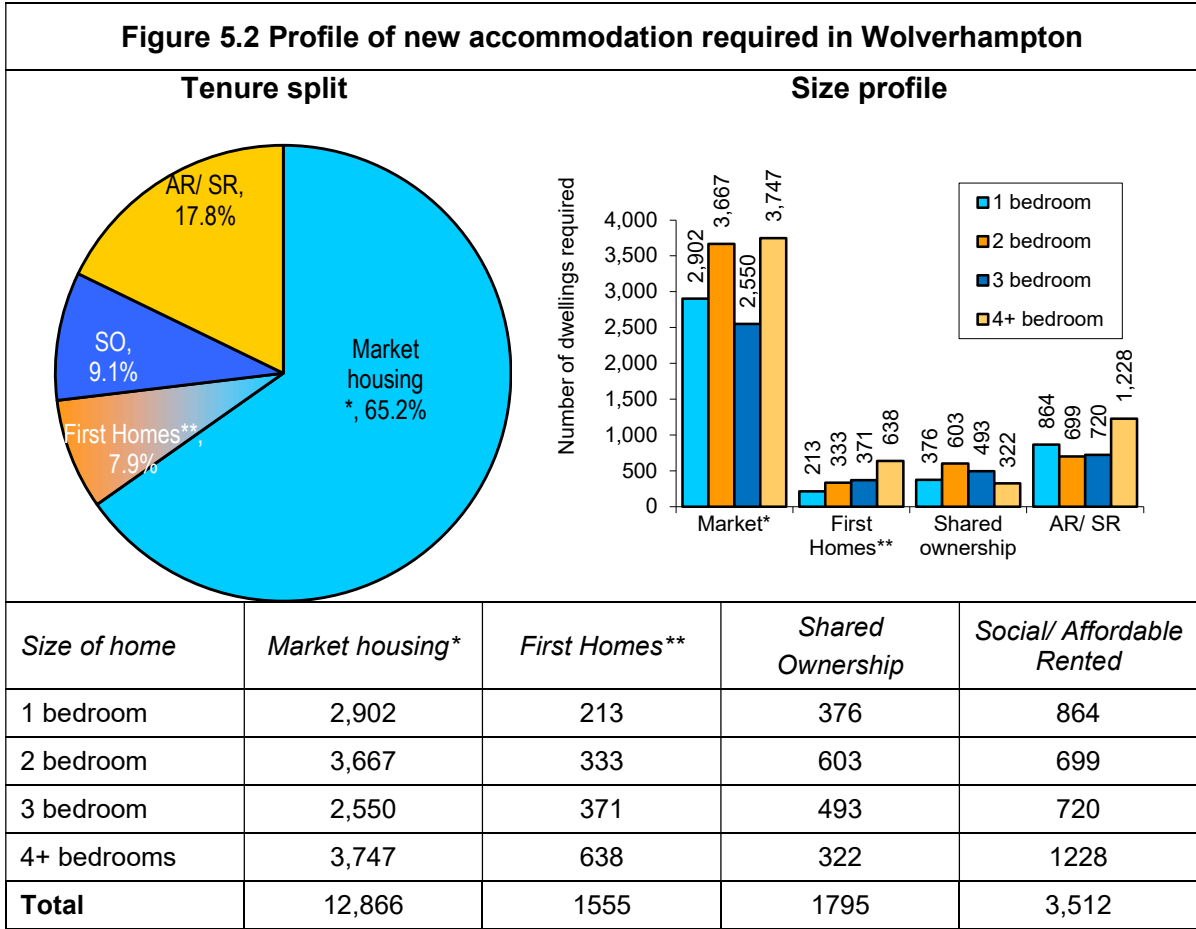 Figure 5.2 Profile of new accommodation required in Wolverhampton
Tenure split
Size profile
AR/ SR,
17.8%
SO,
9.1%
First Homes**,
7.9%
Market
housing
*, 65.2%
Number of dwellings required
4,000
3,500
3,000
2,500
2,000
1,500
1,000
500
0
2,902
3,667
2,550
3,747
213
333
371
638
376
603
493
322
864
699
720
1,228
Market*
First
Homes**
Shared
ownership
AR/ SR
1 bedroom
2 bedroom
3 bedroom
4+ bedroom
Size of home Market housing* First Homes** Shared Ownership Social/ Affordable Rented
1 bedroom 2,902 213 376 864
2 bedroom 3,667 333 603 699
3 bedroom 2,550 371 493 720
4+ bedrooms 3,747 638 322 1228
Total 12,866 1555 1795 3,512